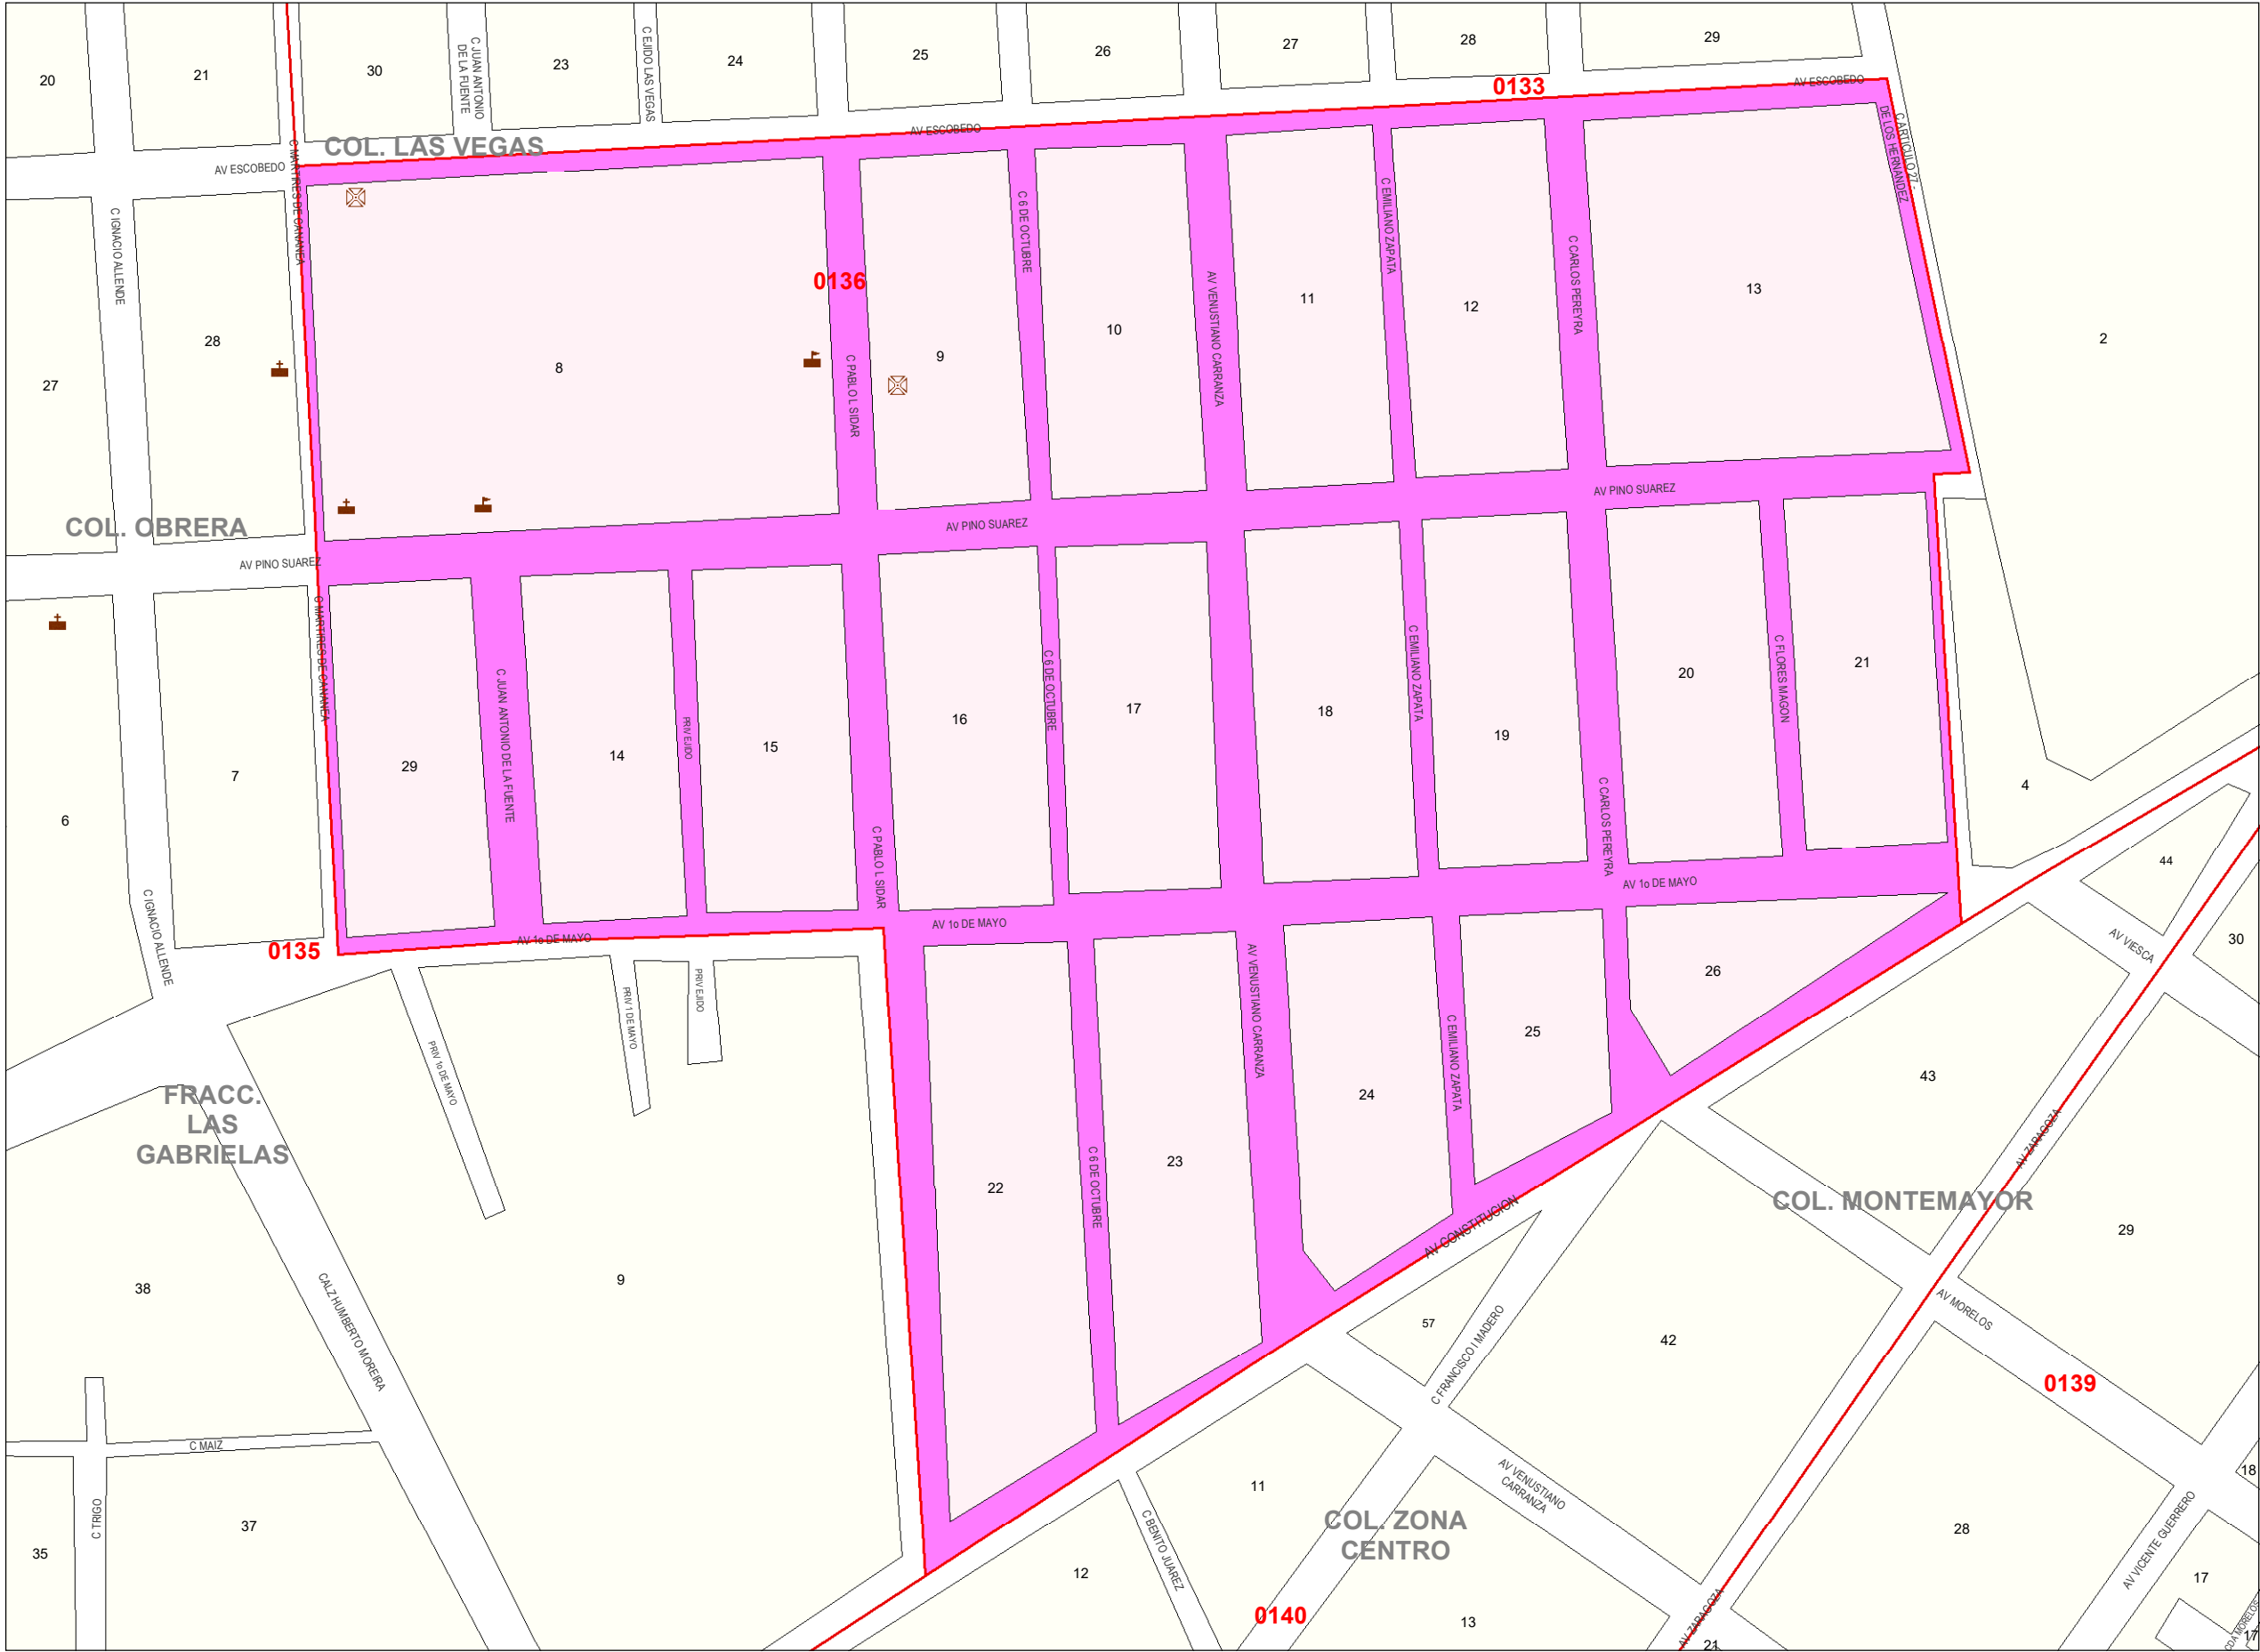 20
21
30
C JUAN ANTONIO
DE LA FUENTE
23
C EJIDO LAS VEGAS
24
25
26
27
28
29
0133
AV ESCOBEDO
AV ESCOBEDO
COL. LAS VEGAS
AV ESCOBEDO
C MARTIRES DE CANANEA
C ARTICULO 27 -
DE LOS HERNANDEZ
C IGNACIO ALLENDE
28
27
8
0136
C PABLO L SIDAR
9
C 6 DE OCTUBRE
10
AV VENUSTIANO CARRANZA
11
C EMILIANO ZAPATA
12
C CARLOS PEREYRA
13
2
COL. OBRERA
AV PINO SUAREZ
AV PINO SUAREZ
AV PINO SUAREZ
C MARTIRES DE CANANEA
6
7
29
C JUAN ANTONIO DE LA FUENTE
14
PRIV EJIDO
15
C PABLO L SIDAR
16
C 6 DE OCTUBRE
17
18
C EMILIANO ZAPATA
19
C CARLOS PEREYRA
20
C FLORES MAGON
21
4
44
C IGNACIO ALLENDE
0135
AV 1o DE MAYO
AV 1o DE MAYO
AV 1o DE MAYO
PRIV 1o DE MAYO
PRIV 1 DE MAYO
PRIV EJIDO
22
C 6 DE OCTUBRE
23
AV VENUSTIANO CARRANZA
24
C EMILIANO ZAPATA
25
26
AV VIESCA
30
43
AV ZARAGOZA
FRACC.
LAS
GABRIELAS
COL. MONTEMAYOR
29
AV CONSTITUCION
38
CALZ HUMBERTO MOREIRA
9
57
C FRANCISCO I MADERO
42
AV MORELOS
0139
C MAIZ
C TRIGO
37
35
11
C BENITO JUAREZ
12
COL. ZONA
CENTRO
AV VENUSTIANO
CARRANZA
0140
13
AV ZARAGOZA
21
28
AV VICENTE GUERRERO
18
17
CDA MORELOS
17